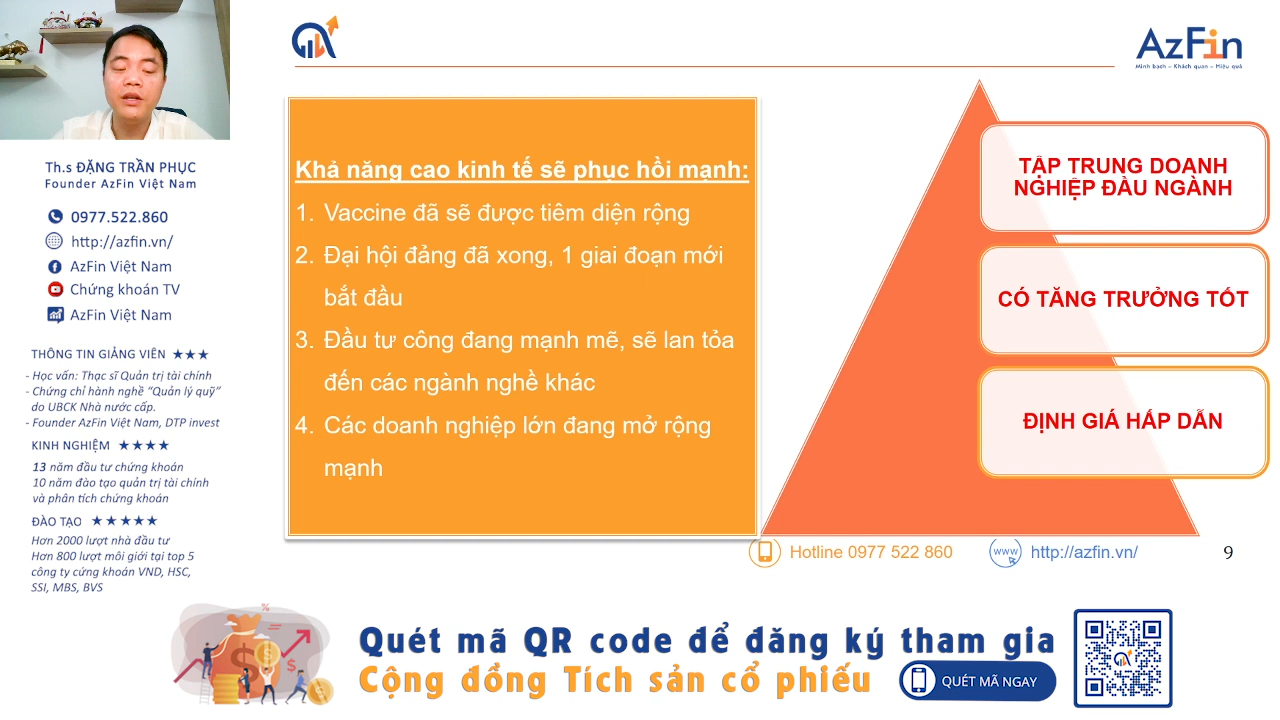 AzFin
Minh bạch – Khách quan – Hiệu quả
Th.s ĐẶNG TRẦN PHỤC
Founder AzFin Việt Nam
0977.522.860
http://azfin.vn/
AzFin Việt Nam
Chứng khoán TV
AzFin Việt Nam
THÔNG TIN GIẢNG VIÊN ★★★
- Học vấn: Thạc sĩ Quản trị tài chính
- Chứng chỉ hành nghề “Quản lý quỹ”
do UBCK Nhà nước cấp.
- Founder AzFin Việt Nam, DTP invest
KINH NGHIỆM ★★★★
13 năm đầu tư chứng khoán
10 năm đào tạo quản trị tài chính
và phân tích chứng khoán
ĐÀO TẠO ★★★★★
Hơn 2000 lượt nhà đầu tư
Hơn 800 lượt môi giới tại top 5
công ty cứng khoán VND, HSC,
SSI, MBS, BVS
Khả năng cao kinh tế sẽ phục hồi mạnh:
1. Vaccine đã sẽ được tiêm diện rộng
2. Đại hội đảng đã xong, 1 giai đoạn mới
bắt đầu
3. Đầu tư công đang mạnh mẽ, sẽ lan tỏa
đến các ngành nghề khác
4. Các doanh nghiệp lớn đang mở rộng
mạnh
TẬP TRUNG DOANH
NGHIỆP ĐẦU NGÀNH
CÓ TĂNG TRƯỞNG TỐT
ĐỊNH GIÁ HẤP DẪN
Hotline 0977 522 860
www
http://azfin.vn/
9
Quét mã QR code để đăng ký tham gia
Cộng đồng Tích sản cổ phiếu
QUÉT MÃ NGAY